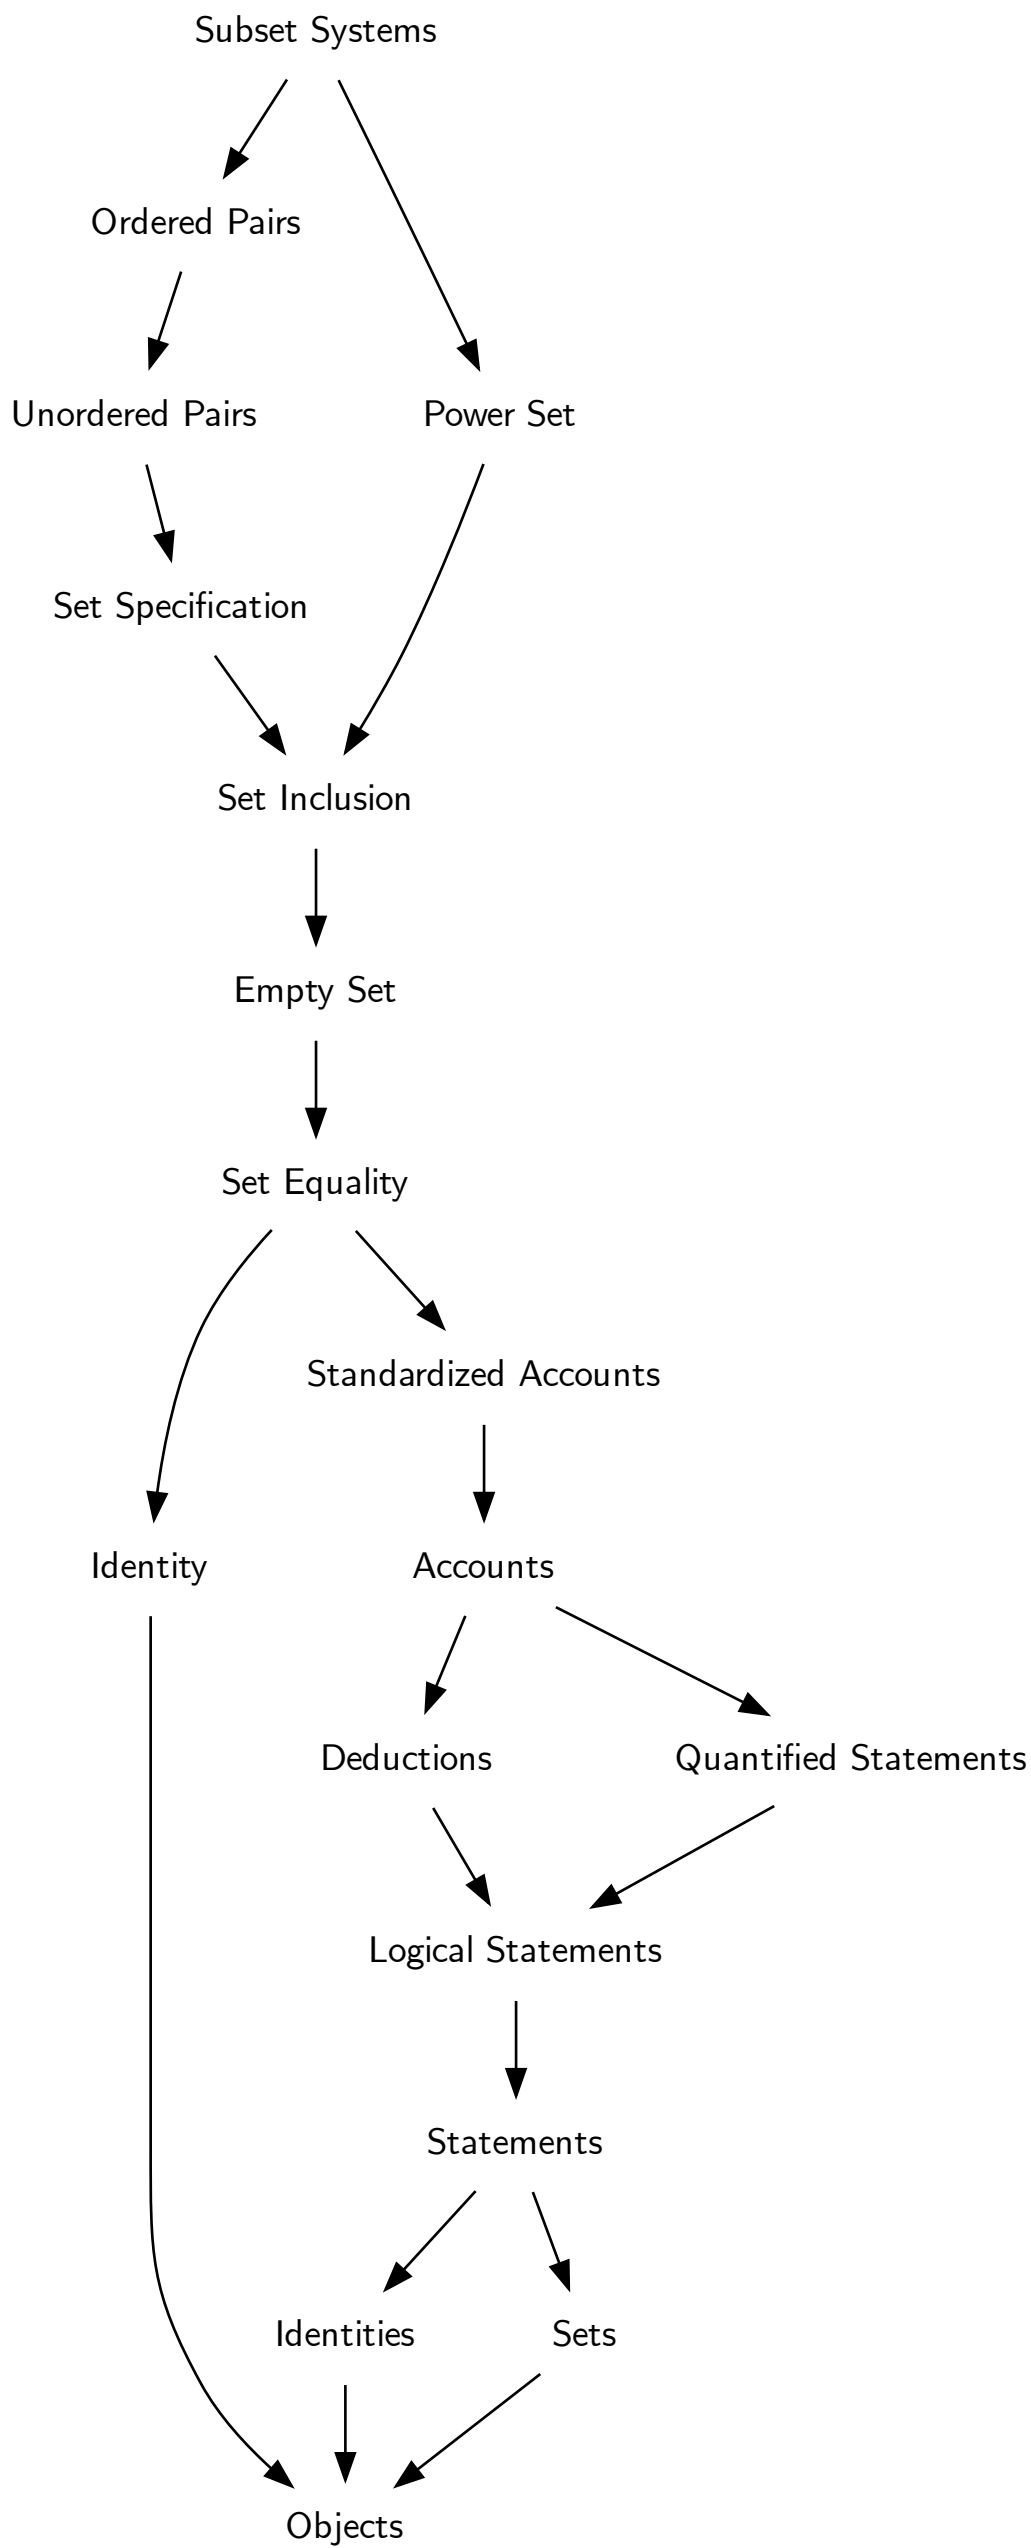 Subset Systems
Ordered Pairs
Unordered Pairs
Power Set
Set Specification
Set Inclusion
Empty Set
Set Equality
Standardized Accounts
Identity
Accounts
Deductions
Quantified Statements
Logical Statements
Statements
Identities
Sets
Objects